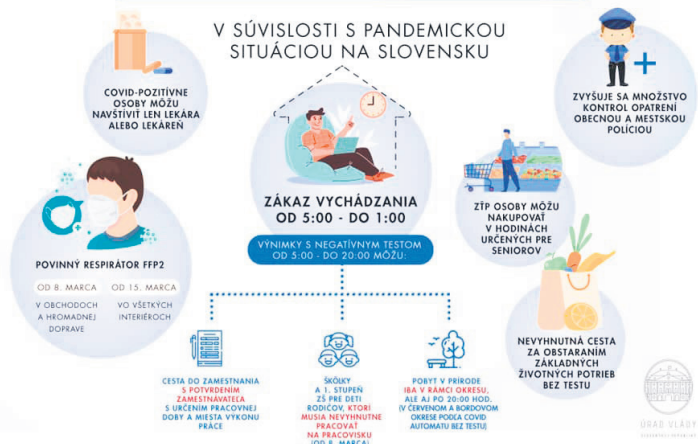 V SÚVISLOSTI S PANDEMICKOU
SITUÁCIOU NA SLOVENSKU
COVID-POZITÍVNE
OSOBY MÔŽU
NAVŠTÍVIŤ LEN LEKÁRA
ALEBO LEKÁREŇ
ZVYŠUJE SA MNOŽSTVO
KONTROL OPATRENÍ
OBECNOU A MESTSKOU
POLÍCIOU
ZÁKAZ VYCHÁDZANIA
OD 5:00 - DO 1:00
VÝNIMKY S NEGATÍVNYM TESTOM
OD 5:00 - DO 20:00 MÔŽU:
ZŤP OSOBY MÔŽU
NAKUPOVAŤ
V HODINÁCH
URČENÝCH PRE
SENIOROV
POVINNÝ RESPIRÁTOR FFP2
OD 8. MARCA
V OBCHODOCH
A HROMADNEJ
DOPRAVE
OD 15. MARCA
VO VŠETKÝCH
INTERIÉROCH
NEVYHNUTNÁ CESTA
ZA OBSTARANÍM
ZÁKLADNÝCH
ŽIVOTNÝCH POTRIEB
BEZ TESTU
CESTA DO ZAMESTNANIA
S POTVRDENÍM
ZAMESTNÁVATEĽA
S URČENÍM PRACOVNEJ
DOBY A MIESTA VÝKONU
PRÁCE
ŠKÔLKY
A 1. STUPEŇ
ZŠ PRE DETI
RODIČOV, KTORÍ
MUSIA NEVYHNUTNE
PRACOVAŤ
NA PRACOVISKU
(OD 8. MARCA)
POBYT V PRÍRODE
IBA V RÁMCI OKRESU,
ALE AJ PO 20:00 HOD.
(V ČERVENOM A BORDOVOM
OKRESE PODĽA COVID
AUTOMATU BEZ TESTU)
ÚRAD VLÁDY